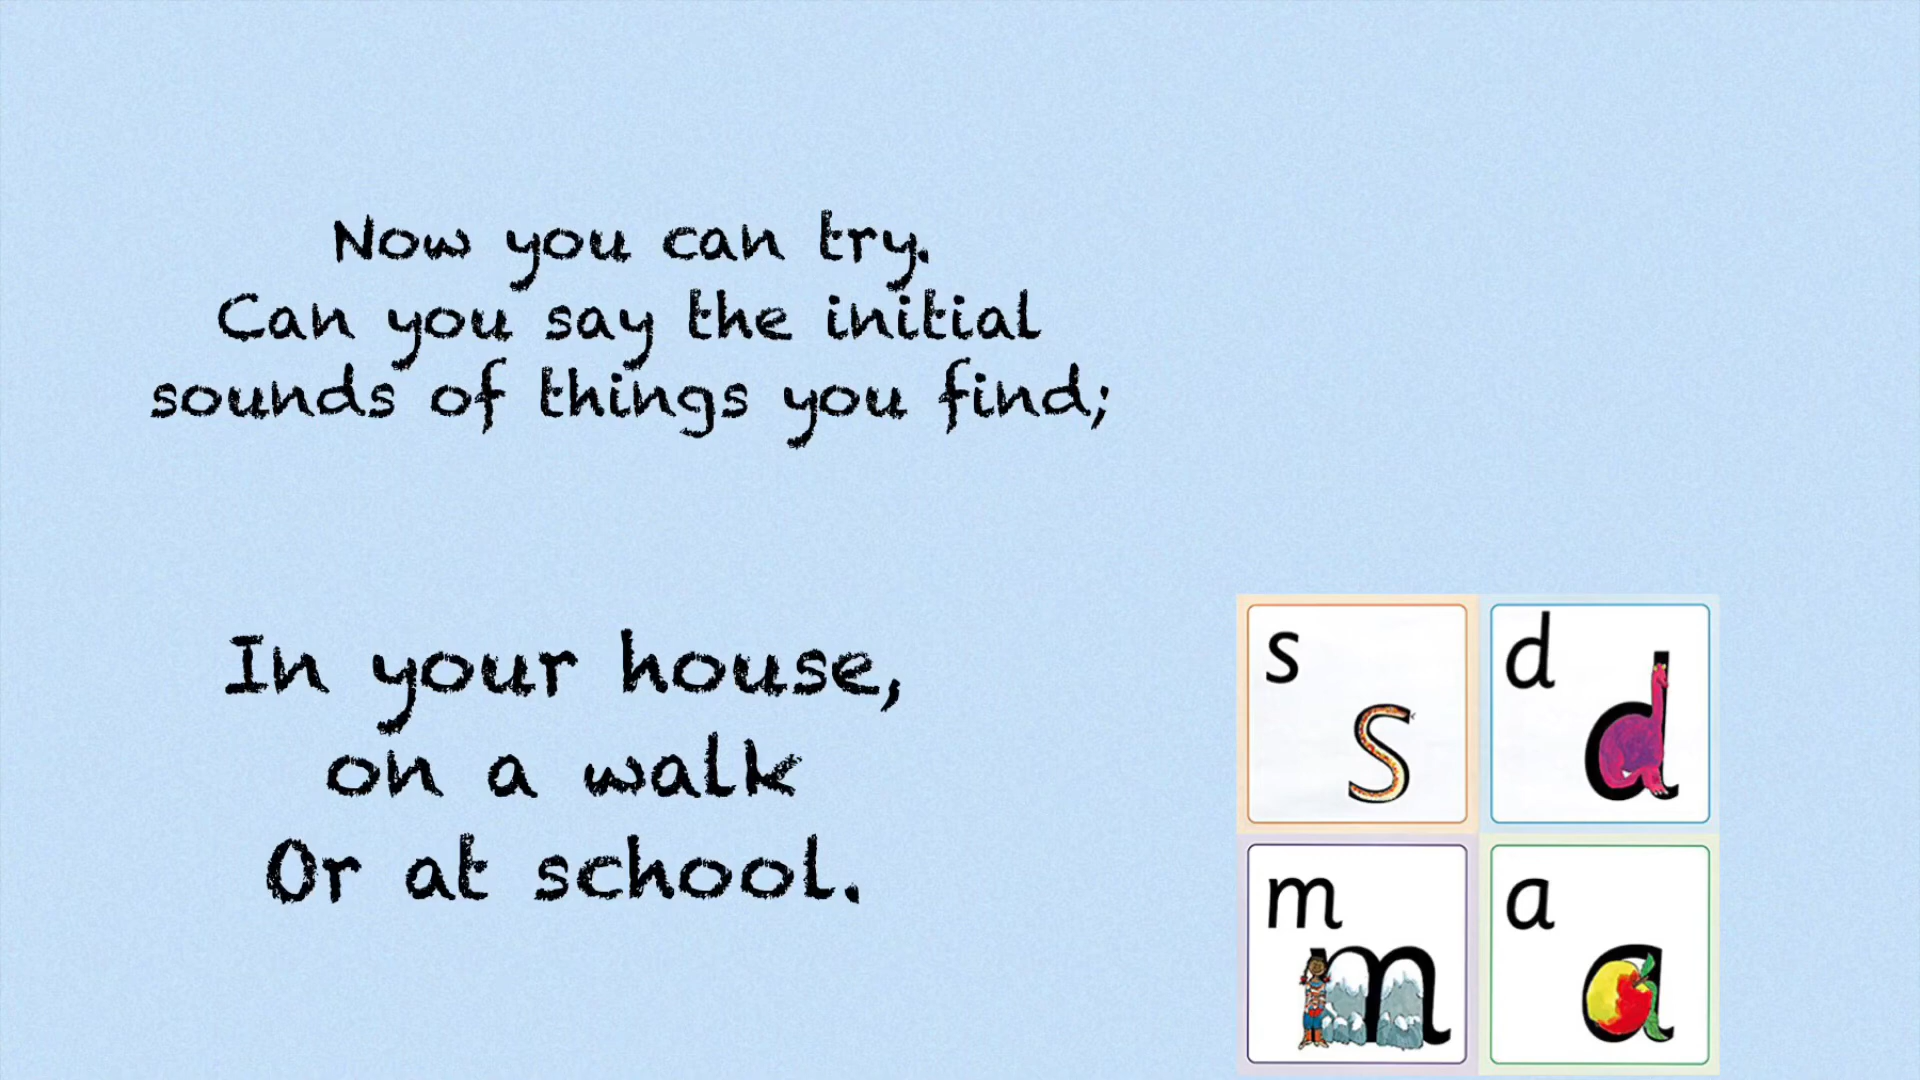 Now you can try.
Can you say the initial
sounds of things you find;
In your house,
on a walk
Or at school.
s
s
d
d
m
m
a
a